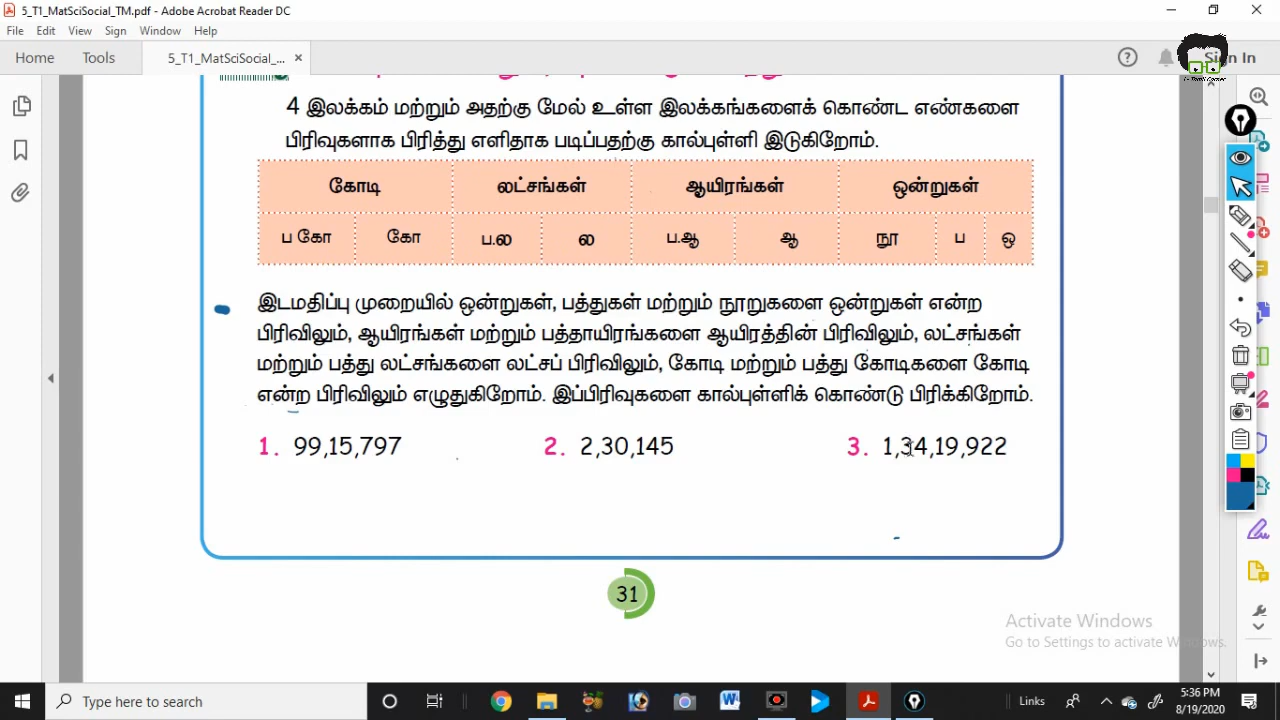 5_T1_MatSciSocial_TM.pdf - Adobe Acrobat Reader DC
File Edit View Sign Window Help
Home Tools 5_T1_MatSciSocial_... × Sign In
4 இலக்கம் மற்றும் அதற்கு மேல் உள்ள இலக்கங்களைக் கொண்ட எண்களை
பிரிவுகளாக பிரித்து எளிதாக படிப்பதற்கு கால்புள்ளி இடுகிறோம்.
கோடி லட்சங்கள் ஆயிரங்கள் ஒன்றுகள்
ப கோ கோ ப.ல ல ப.ஆ ஆ நூ ப ஒ
இடமதிப்பு முறையில் ஒன்றுகள், பத்துகள் மற்றும் நூறுகளை ஒன்றுகள் என்ற
பிரிவிலும், ஆயிரங்கள் மற்றும் பத்தாயிரங்களை ஆயிரத்தின் பிரிவிலும், லட்சங்கள்
மற்றும் பத்து லட்சங்களை லட்சப் பிரிவிலும், கோடி மற்றும் பத்து கோடிகளை கோடி
என்ற பிரிவிலும் எழுதுகிறோம். இப்பிரிவுகளை கால்புள்ளிக் கொண்டு பிரிக்கிறோம்.
1. 99,15,797 2. 2,30,145 3. 1,34,19,922
31
Activate Windows
Go to Settings to activate Windows.
Type here to search Links 5:36 PM
8/19/2020